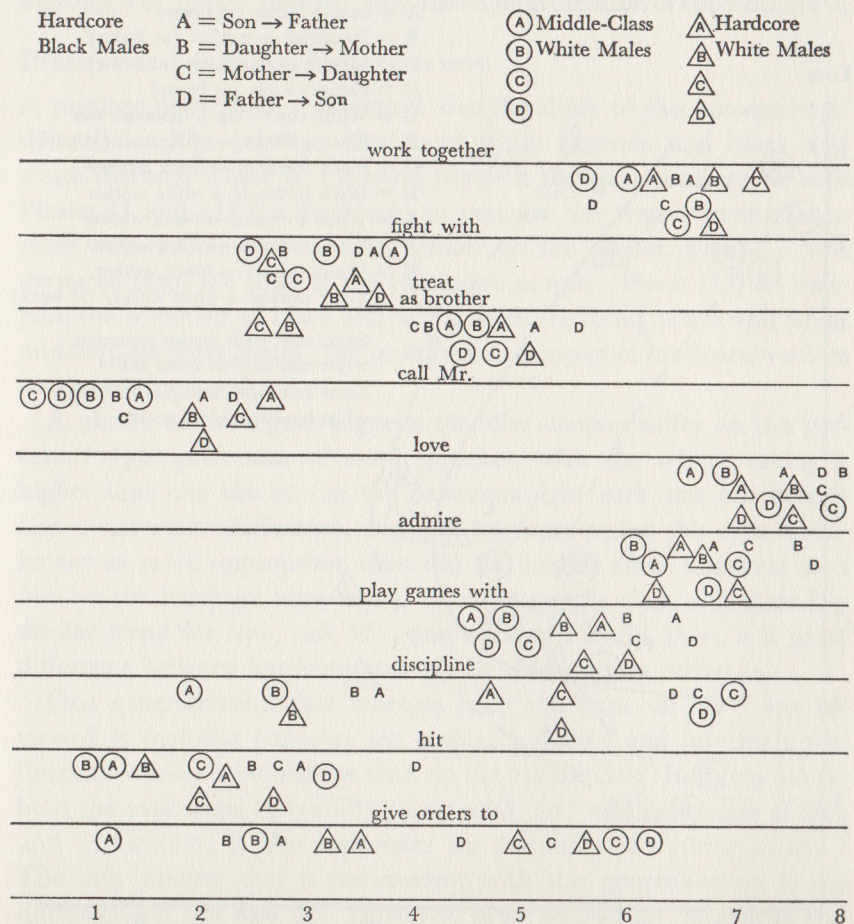 Hardcore A = Son → Father Ⓐ Middle-Class A Hardcore
Black Males B = Daughter → Mother Ⓑ White Males B White Males
C = Mother → Daughter Ⓒ C
D = Father → Son Ⓓ D
work together
Ⓓ Ⓐ A B A B C
D C Ⓑ
fight with Ⓒ D
Ⓓ B Ⓑ D A Ⓐ
C
C Ⓒ treat A
as brother B D
C B C B Ⓐ Ⓑ A A D
Ⓓ Ⓒ D
call Mr.
Ⓒ Ⓓ Ⓑ B Ⓐ A D A
C B C
love D
Ⓐ Ⓑ D B
A B C
Ⓓ Ⓒ
admire D C
Ⓑ A A C B
Ⓐ B Ⓒ D
play games with D Ⓓ C
Ⓐ Ⓑ B A B A
Ⓓ Ⓒ C D
discipline C D
Ⓐ Ⓑ B A A C D Ⓒ
B Ⓓ
hit D
Ⓑ Ⓐ B Ⓒ A B C A Ⓓ D
C D
give orders to
Ⓐ B Ⓑ A B A D C C D Ⓒ Ⓓ
1 2 3 4 5 6 7 8